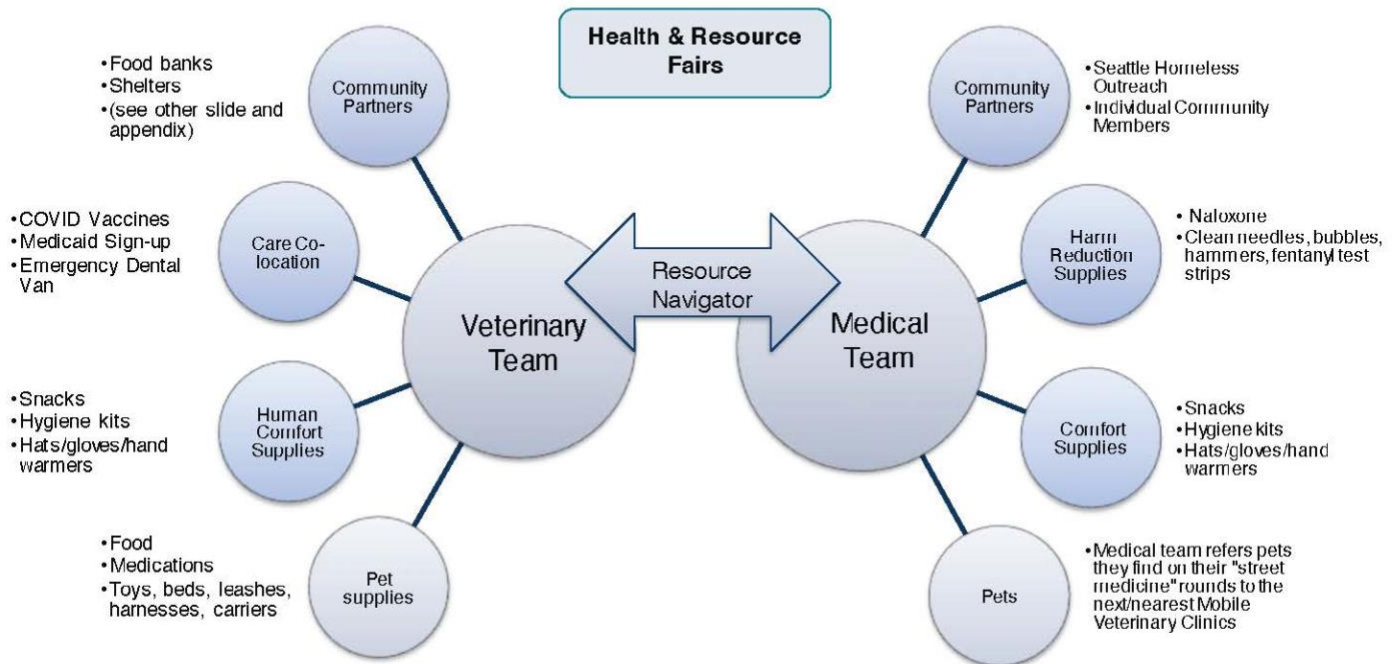 Health & Resource
Fairs
• Food banks
• Shelters
• (see other slide and
appendix)
Community
Partners
• COVID Vaccines
• Medicaid Sign-up
• Emergency Dental
Van
Care Co-
location
• Snacks
• Hygiene kits
• Hats/gloves/hand
warmers
Human
Comfort
Supplies
• Food
• Medications
• Toys, beds, leashes,
harnesses, carriers
Pet
supplies
Veterinary
Team
Resource
Navigator
Medical
Team
Community
Partners
• Seattle Homeless
Outreach
• Individual Community
Members
Harm
Reduction
Supplies
• Naloxone
• Clean needles, bubbles,
hammers, fentanyl test
strips
Comfort
Supplies
• Snacks
• Hygiene kits
• Hats/gloves/hand
warmers
Pets
• Medical team refers pets
they find on their "street
medicine" rounds to the
next/nearest Mobile
Veterinary Clinics